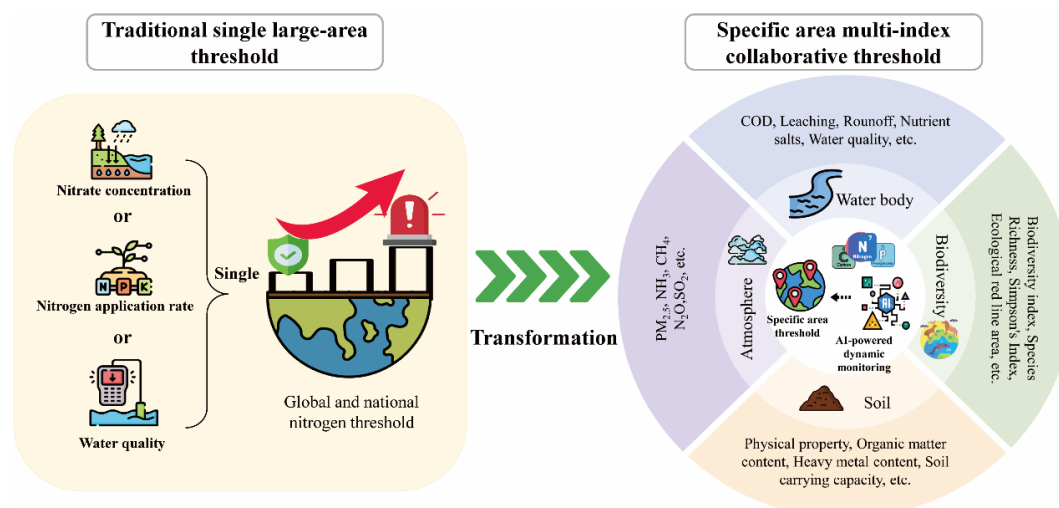 Traditional single large-area
threshold
Nitrate concentration
or
N P K
Nitrogen application rate
or
Water quality
Single
Global and national
nitrogen threshold
Transformation
Specific area multi-index
collaborative threshold
COD, Leaching, Rounoff, Nutrient
salts, Water quality, etc.
Water body
PM2.5, NH3, CH4,
N2O,SO2, etc.
Atmosphere
C
Carbon
7
N
Nitrogen
P
AI
Specific area
threshold
AI-powered
dynamic
monitoring
Biodiversity
Biodiversity index, Species
Richness, Simpson's Index,
Ecological red line area, etc.
Soil
Physical property, Organic matter
content, Heavy metal content, Soil
carrying capacity, etc.